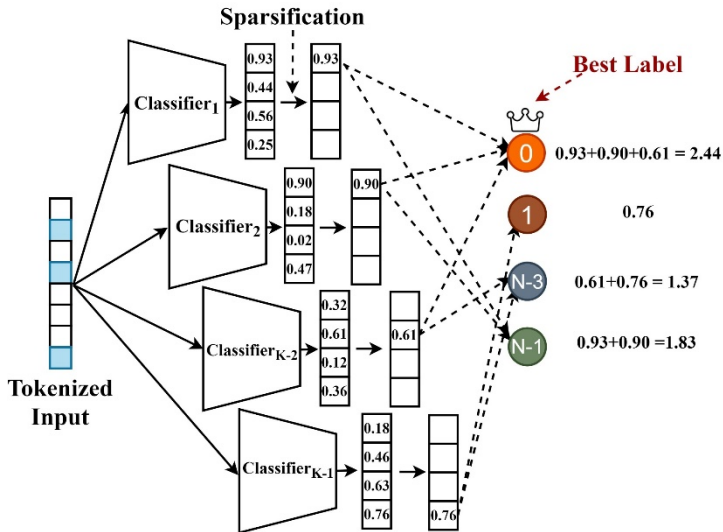 Sparsification
Classifier1
0.93
0.44
0.56
0.25
0.93
Best Label
0
0.93+0.90+0.61 = 2.44
Classifier2
0.90
0.18
0.02
0.47
0.90
1
0.76
N-3
0.61+0.76 = 1.37
N-1
0.93+0.90 =1.83
ClassifierK-2
0.32
0.61
0.12
0.36
0.61
Tokenized
Input
ClassifierK-1
0.18
0.46
0.63
0.76
0.76